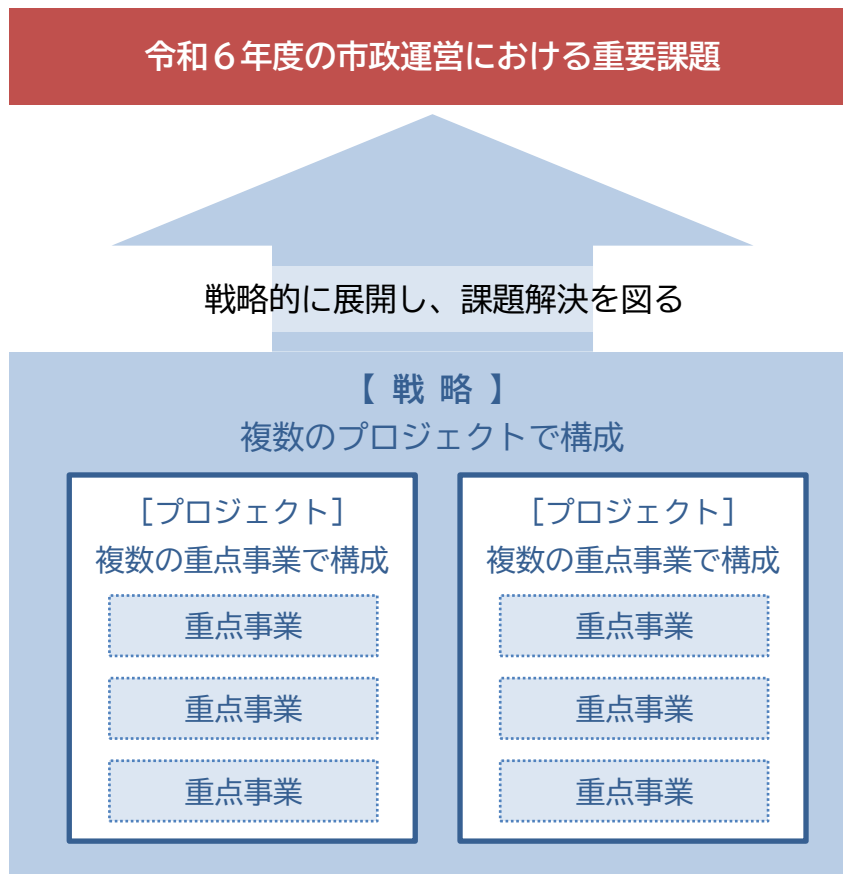 令和６年度の市政運営における重要課題
戦略的に展開し、課題解決を図る
【 戦 略 】
複数のプロジェクトで構成
［プロジェクト］
複数の重点事業で構成
重点事業
重点事業
重点事業
［プロジェクト］
複数の重点事業で構成
重点事業
重点事業
重点事業